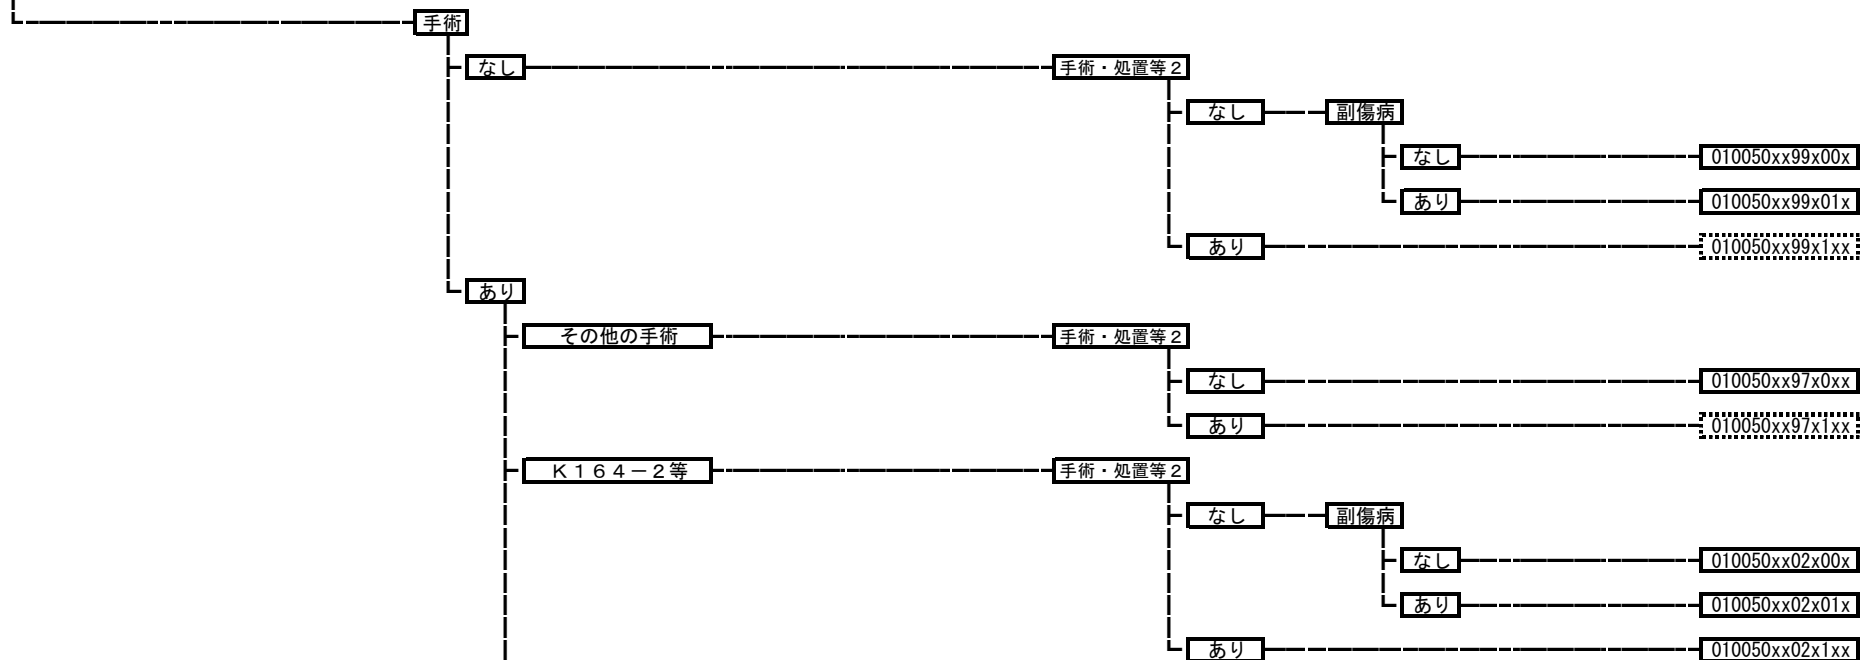 手術
なし 手術・処置等2
なし 副傷病
なし 010050xx99x00x
あり 010050xx99x01x
あり 010050xx99x1xx
あり
その他の手術 手術・処置等2
なし 010050xx97x0xx
あり 010050xx97x1xx
K164-2等 手術・処置等2
なし 副傷病
なし 010050xx02x00x
あり 010050xx02x01x
あり 010050xx02x1xx